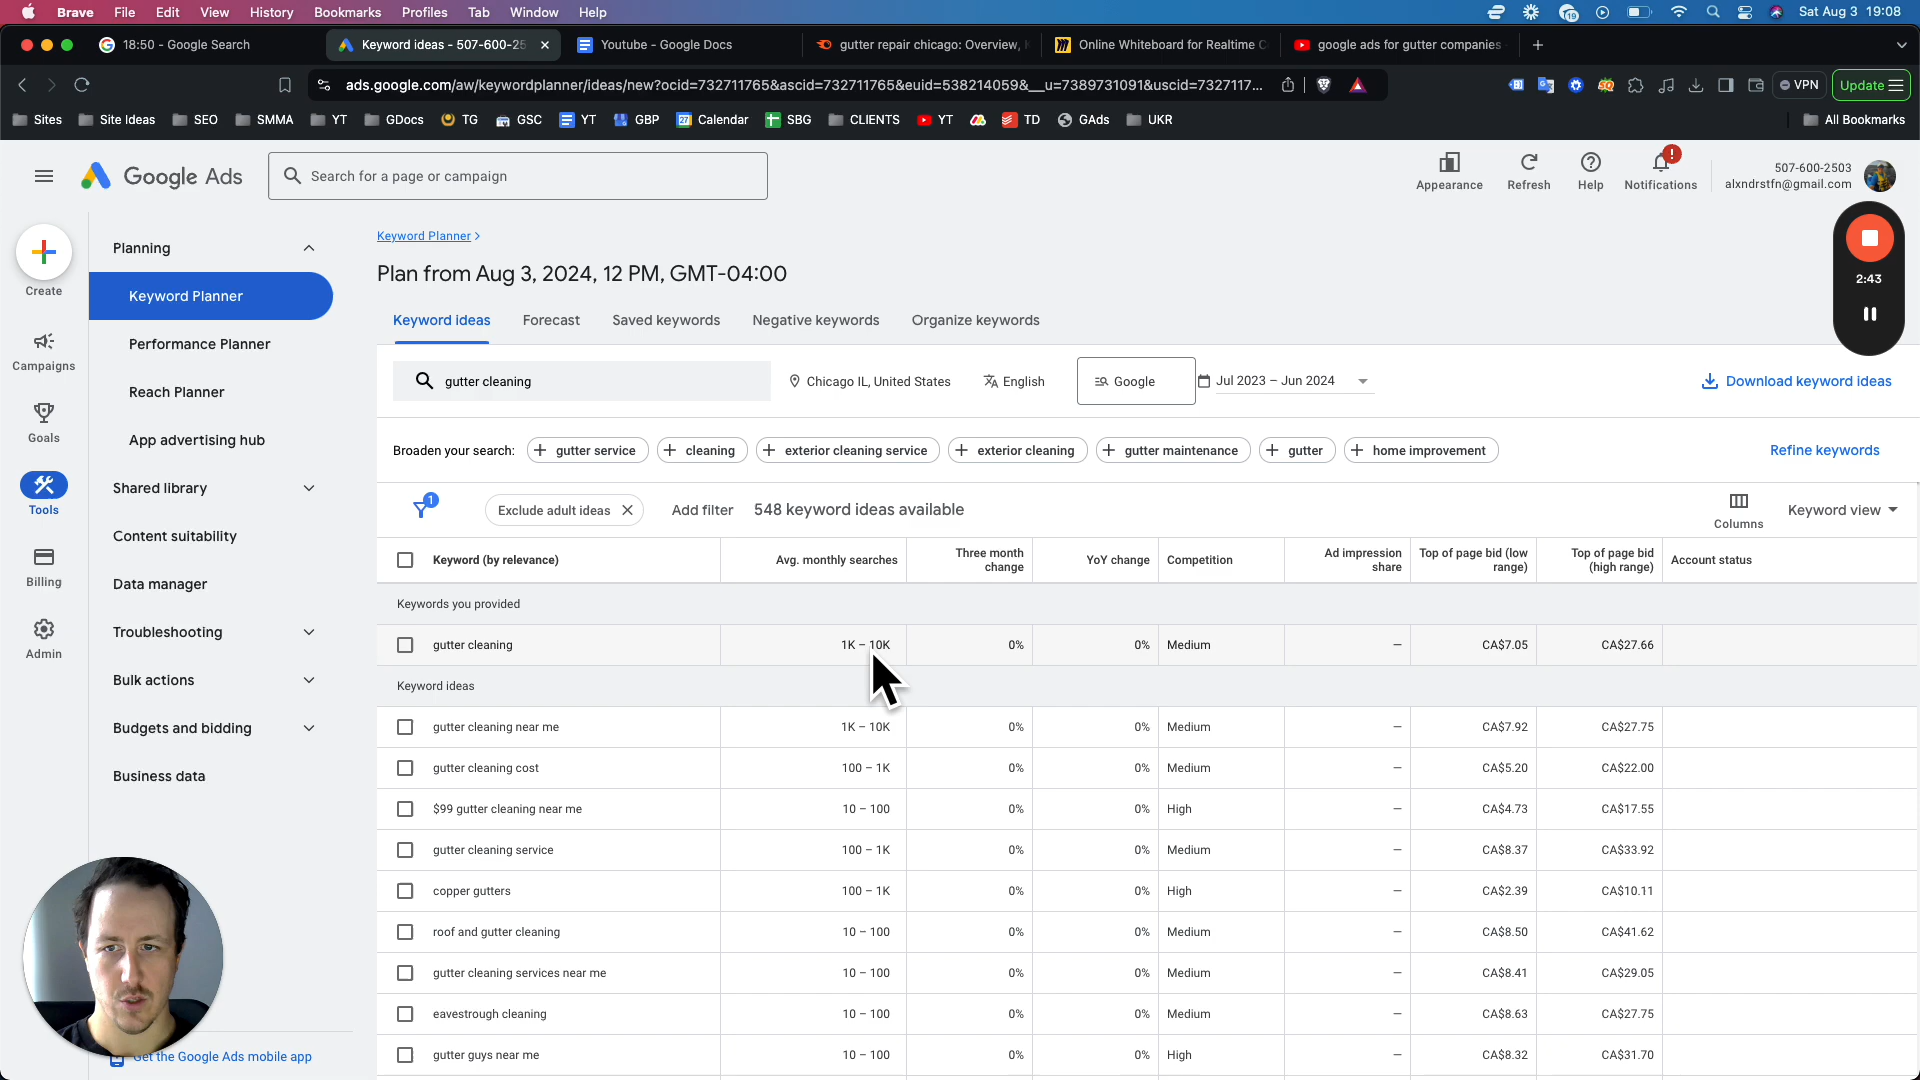 Brave File Edit View History Bookmarks Profiles Tab Window Help
19
Sat Aug 3 19:08
18:50 - Google Search
Keyword ideas - 507-600-25
Youtube - Google Docs
gutter repair chicago: Overview,
Online Whiteboard for Realtime C
google ads for gutter companies
ads.google.com/aw/keywordplanner/ideas/new?ocid=732711765&ascid=732711765&euid=538214059&__u=7389731091&uscid=7327117...
VPN
Update
Sites Site Ideas SEO SMMA YT GDocs TG GSC YT GBP Calendar SBG CLIENTS YT TD GAds UKR
All Bookmarks
Google Ads
Search for a page or campaign
Appearance Refresh Help Notifications
507-600-2503
alxndrstfn@gmail.com
2:43
Create
Campaigns
Goals
Tools
Billing
Admin
Planning
Keyword Planner
Performance Planner
Reach Planner
App advertising hub
Shared library
Content suitability
Data manager
Troubleshooting
Bulk actions
Budgets and bidding
Business data
Get the Google Ads mobile app
Keyword Planner >
Plan from Aug 3, 2024, 12 PM, GMT-04:00
Keyword ideas Forecast Saved keywords Negative keywords Organize keywords
gutter cleaning
Chicago IL, United States
English
Google
Jul 2023 – Jun 2024
Download keyword ideas
Broaden your search: gutter service cleaning exterior cleaning service exterior cleaning gutter maintenance gutter home improvement
Refine keywords
1
Exclude adult ideas
Add filter
548 keyword ideas available
Columns
Keyword view
Keyword (by relevance) Avg. monthly searches Three month change YoY change Competition Ad impression share Top of page bid (low range) Top of page bid (high range) Account status
Keywords you provided
gutter cleaning 1K – 10K 0% 0% Medium – CA$7.05 CA$27.66
Keyword ideas
gutter cleaning near me 1K – 10K 0% 0% Medium – CA$7.92 CA$27.75
gutter cleaning cost 100 – 1K 0% 0% Medium – CA$5.20 CA$22.00
$99 gutter cleaning near me 10 – 100 0% 0% High – CA$4.73 CA$17.55
gutter cleaning service 100 – 1K 0% 0% Medium – CA$8.37 CA$33.92
copper gutters 100 – 1K 0% 0% High – CA$2.39 CA$10.11
roof and gutter cleaning 10 – 100 0% 0% Medium – CA$8.50 CA$41.62
gutter cleaning services near me 10 – 100 0% 0% Medium – CA$8.41 CA$29.05
eavestrough cleaning 10 – 100 0% 0% Medium – CA$8.63 CA$27.75
gutter guys near me 10 – 100 0% 0% High – CA$8.32 CA$31.70